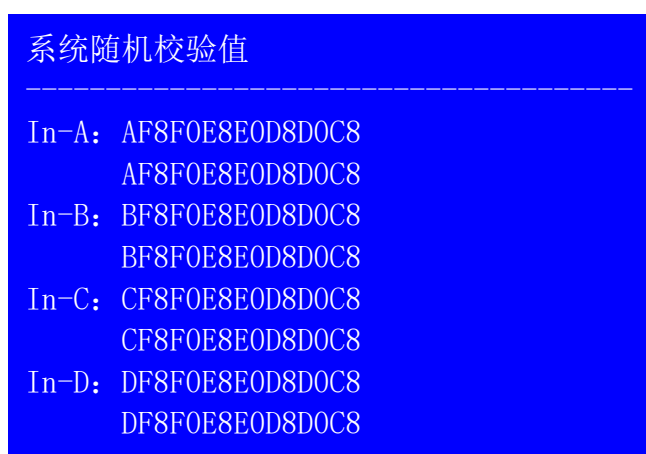 系统随机校验值
--------------------------------------
In-A：AF8F0E8E0D8D0C8
AF8F0E8E0D8D0C8
In-B：BF8F0E8E0D8D0C8
BF8F0E8E0D8D0C8
In-C：CF8F0E8E0D8D0C8
CF8F0E8E0D8D0C8
In-D：DF8F0E8E0D8D0C8
DF8F0E8E0D8D0C8